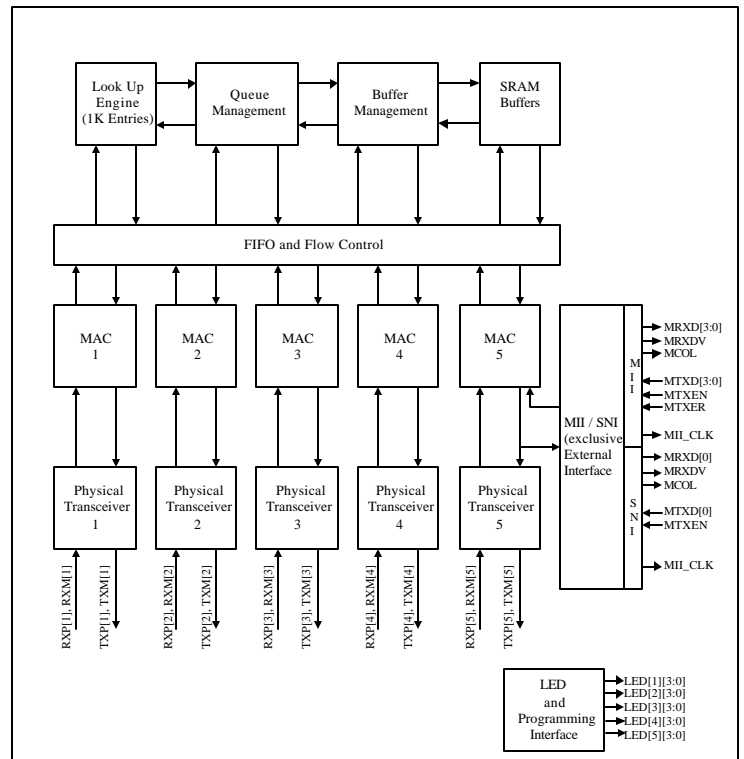 Look Up
Engine
(1K Entries)
Queue
Management
Buffer
Management
SRAM
Buffers
FIFO and Flow Control
MAC
1
MAC
2
MAC
3
MAC
4
MAC
5
MII / SNI
(exclusive
External
Interface
M
I
I
S
N
I
MRXD[3:0]
MRXDV
MCOL
MTXD[3:0]
MTXEN
MTXER
MII_CLK
MRXD[0]
MRXDV
MCOL
MTXD[0]
MTXEN
MII_CLK
Physical
Transceiver
1
Physical
Transceiver
2
Physical
Transceiver
3
Physical
Transceiver
4
Physical
Transceiver
5
RXP[1], RXM[1]
TXP[1], TXM[1]
RXP[2], RXM[2]
TXP[2], TXM[2]
RXP[3], RXM[3]
TXP[3], TXM[3]
RXP[4], RXM[4]
TXP[4], TXM[4]
RXP[5], RXM[5]
TXP[5], TXM[5]
LED
and
Programming
Interface
LED[1][3:0]
LED[2][3:0]
LED[3][3:0]
LED[4][3:0]
LED[5][3:0]